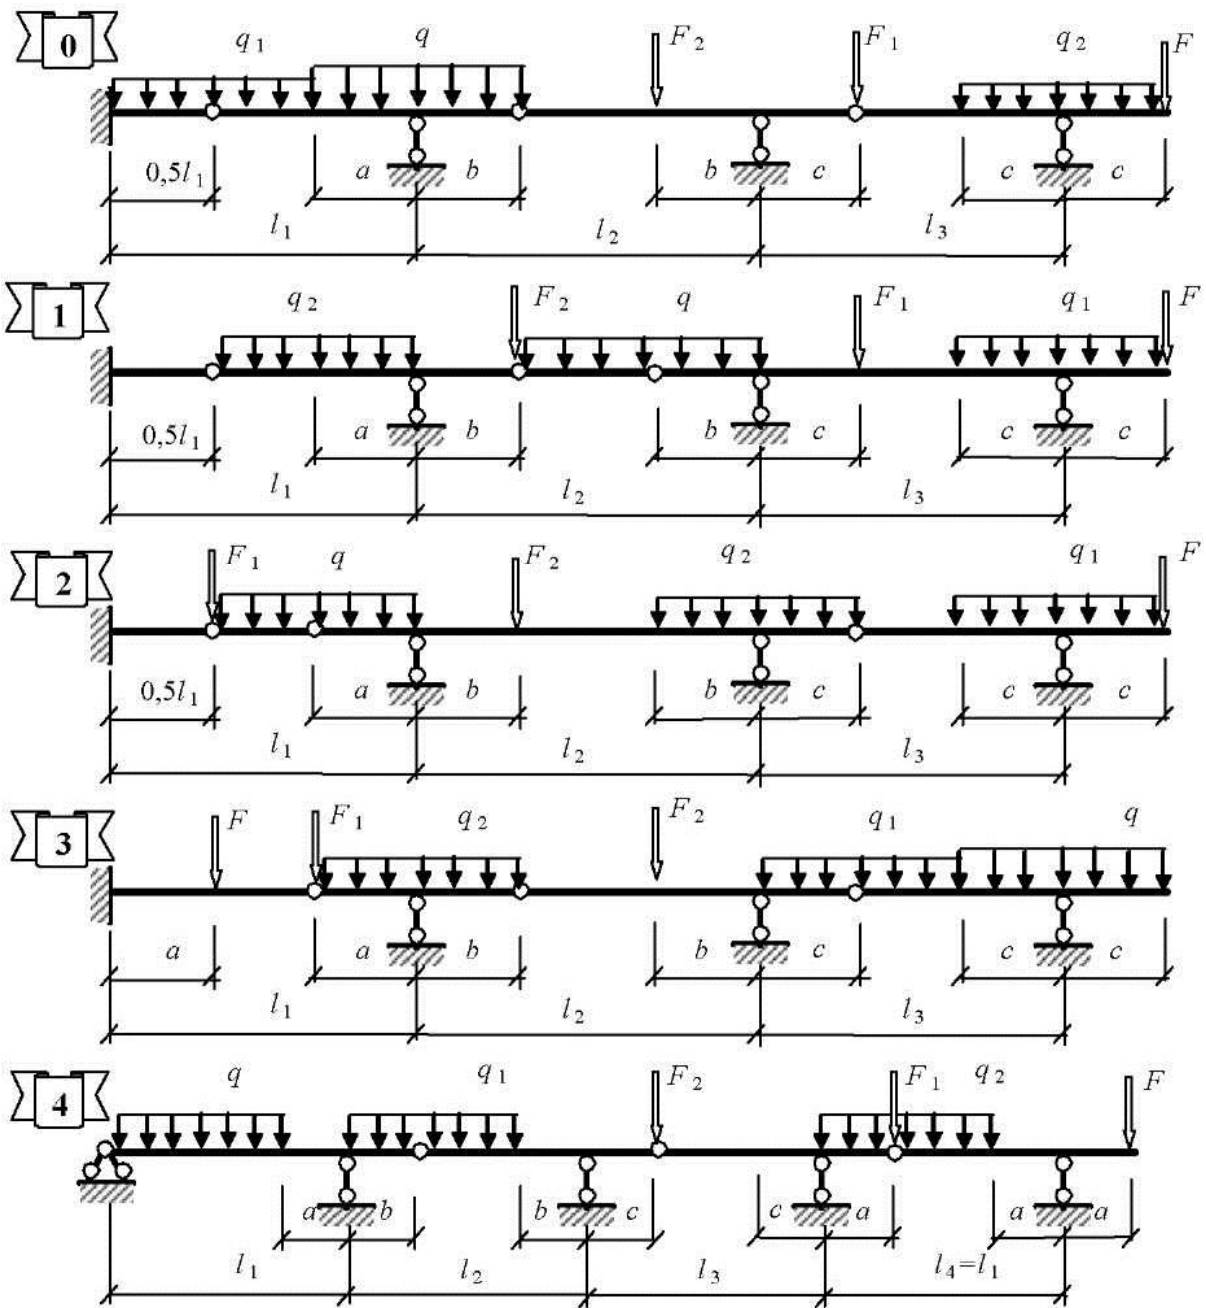 0
q₁ q F₂ F₁ q₂ F
0,5l₁ a b b c c c
l₁ l₂ l₃
1
q₂ F₂ q F₁ q₁ F
0,5l₁ a b b c c c
l₁ l₂ l₃
2
F₁ q F₂ q₂ q₁ F
0,5l₁ a b b c c c
l₁ l₂ l₃
3
F F₁ q₂ F₂ q₁ q
a a b b c c c
l₁ l₂ l₃
4
q q₁ F₂ F₁ q₂ F
a b b c c a a a
l₁ l₂ l₃ l₄=l₁